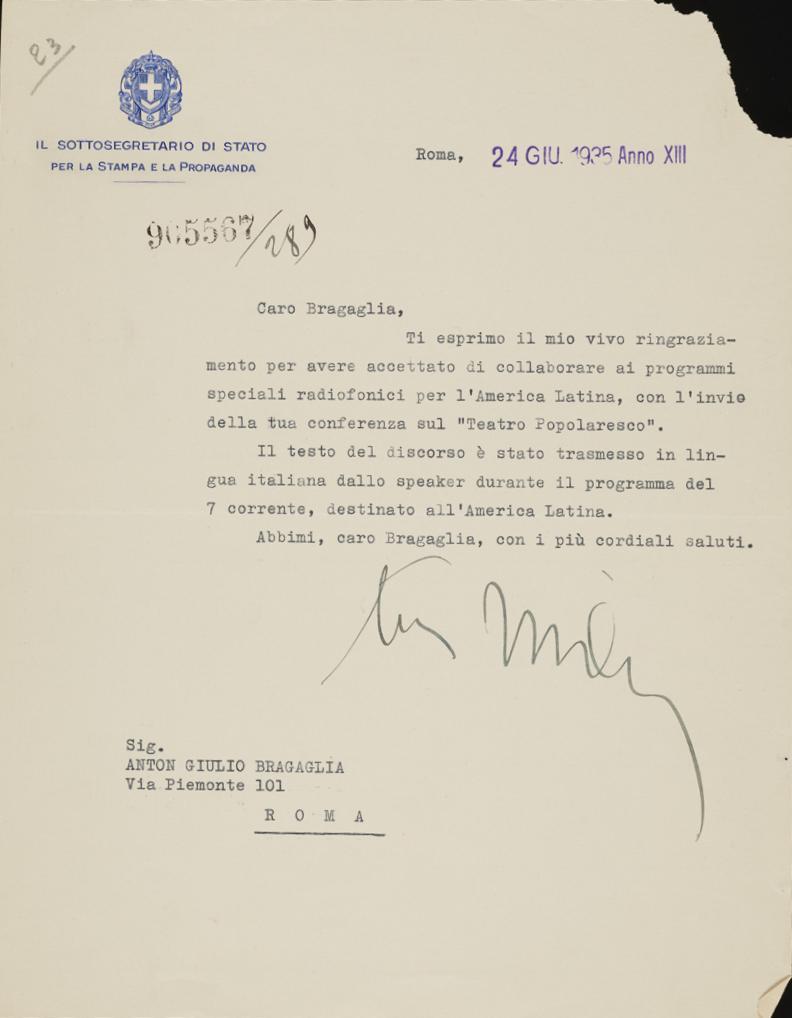 23
IL SOTTOSEGRETARIO DI STATO
PER LA STAMPA E LA PROPAGANDA
Roma, 24 GIU. 1935 Anno XIII
905567/289
Caro Bragaglia,
Ti esprimo il mio vivo ringrazia-
mento per avere accettato di collaborare ai programmi
speciali radiofonici per l'America Latina, con l'invio
della tua conferenza sul "Teatro Popolaresco".
Il testo del discorso è stato trasmesso in lin-
gua italiana dallo speaker durante il programma del
7 corrente, destinato all'America Latina.
Abbimi, caro Bragaglia, con i più cordiali saluti.
Sig.
ANTON GIULIO BRAGAGLIA
Via Piemonte 101
R O M A